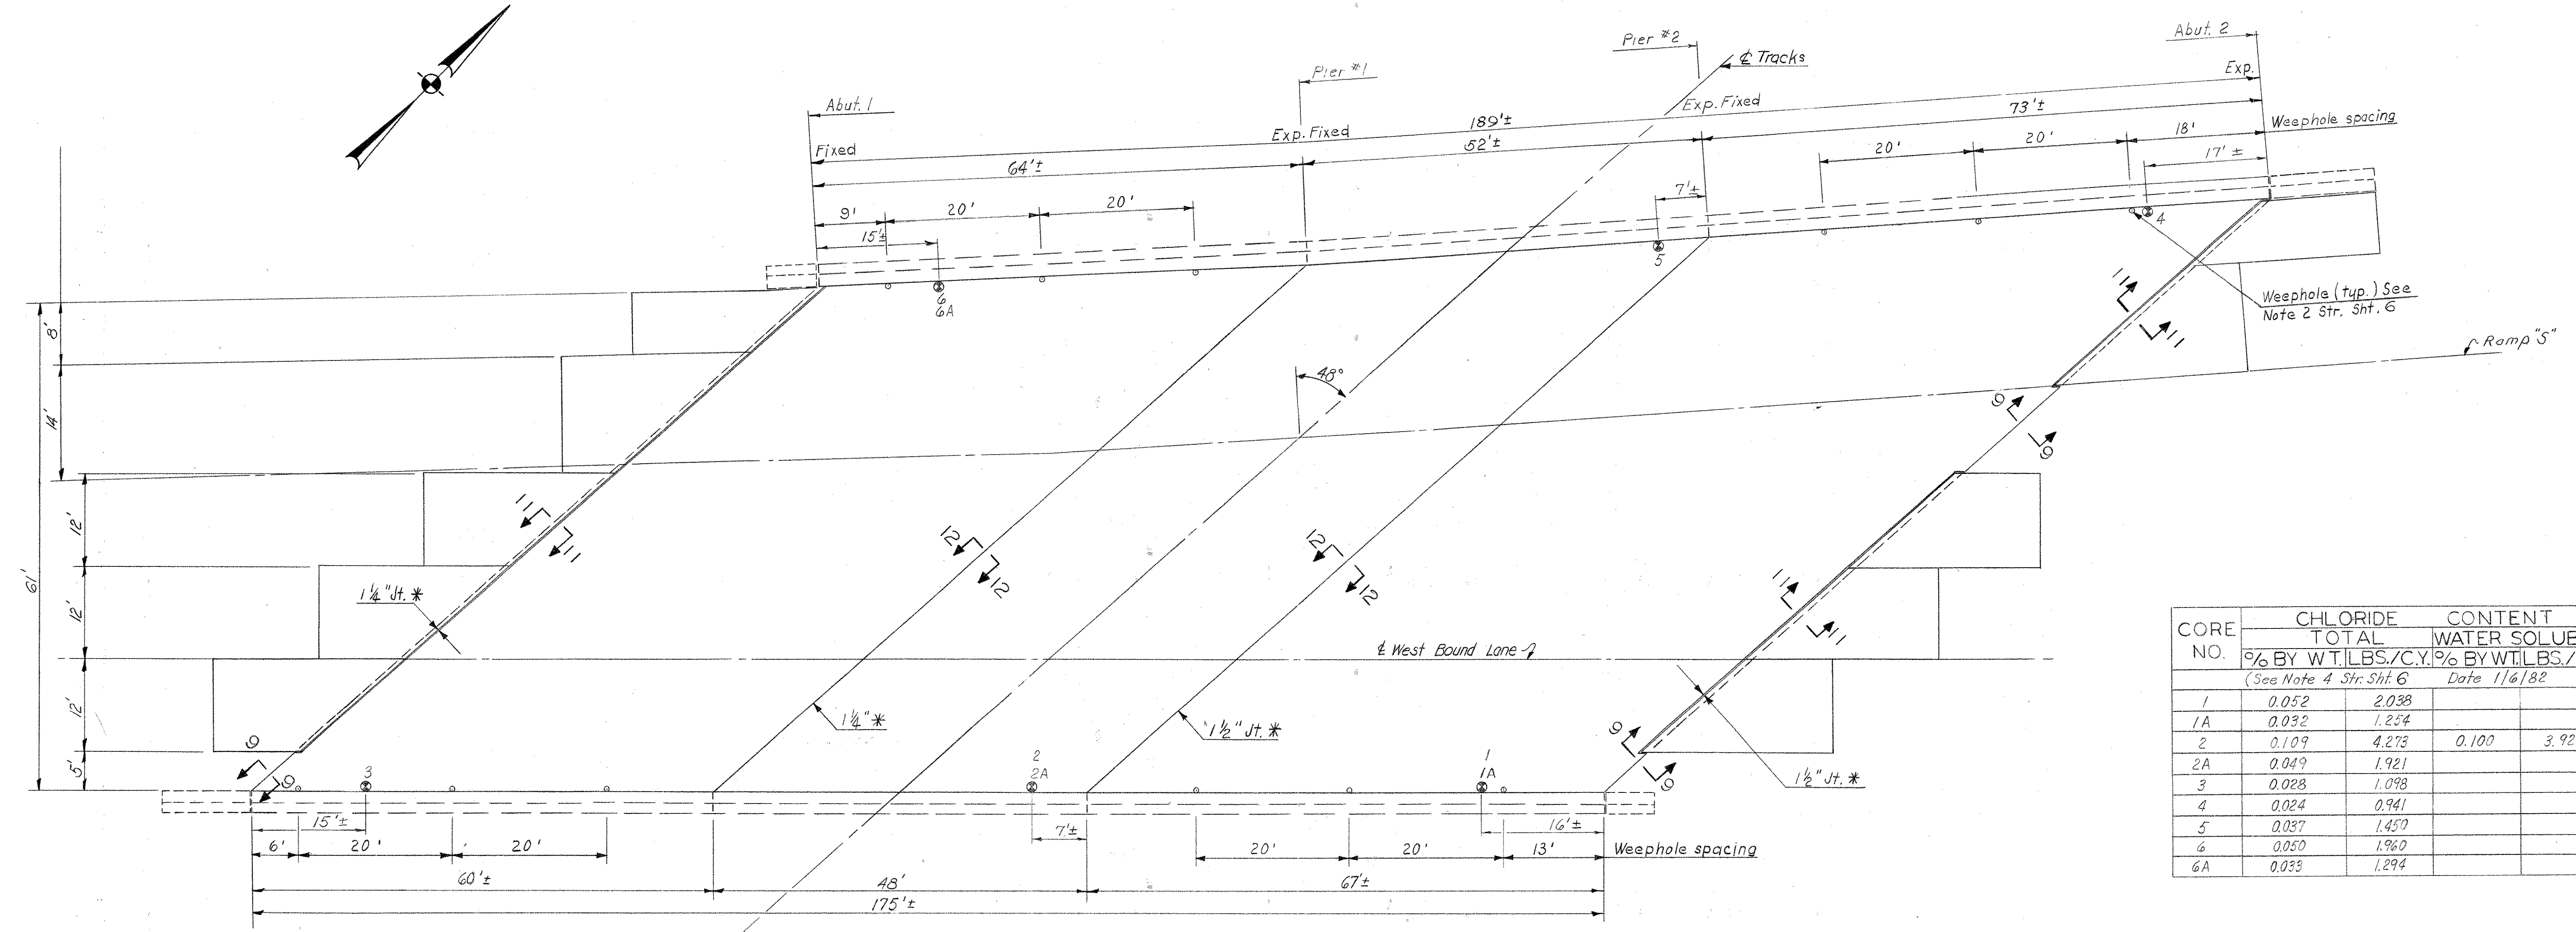 Pier #2
℄ Tracks
Abut. 2
Pier #1
Exp.
Abut. 1
Exp. Fixed
73'±
189'±
Exp. Fixed
Fixed
52'±
64'±
20'
20'
18'
Weephole spacing
17' ±
7'±
9'
20'
20'
15'±
4
5
6
6A
Weephole (typ.) See
Note 2 Str. Sht. 6
Ramp "S"
8'
14'
48°
11
11
9
9
11
11
12'
12'
12'
5'
61'
12
12
12
12
11
11
1¼" Jt. *
℄ West Bound Lane
1¼" *
1½" Jt. *
1½" Jt. *
9
9
9
9
3
2
2A
1
1A
15'±
7'±
16'±
6'
20'
20'
20'
20'
13'
Weephole spacing
60'±
48'
67'±
175'±
CORE NO. CHLORIDE CONTENT
TOTAL WATER SOLUB
% BY WT. LBS./C.Y. % BY WT. LBS./
(See Note 4 Str. Sht. 6 Date 1/6/82
1 0.052 2.038
1A 0.032 1.254
2 0.109 4.273 0.100 3.92
2A 0.049 1.921
3 0.028 1.098
4 0.024 0.941
5 0.037 1.450
6 0.050 1.960
6A 0.033 1.294